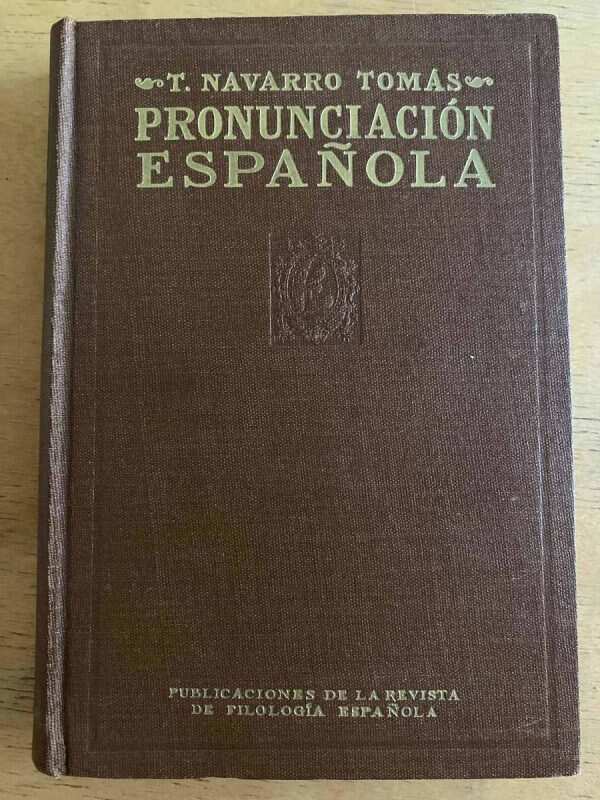 T. NAVARRO TOMÁS
PRONUNCIACIÓN
ESPAÑOLA
PUBLICACIONES DE LA REVISTA
DE FILOLOGÍA ESPAÑOLA